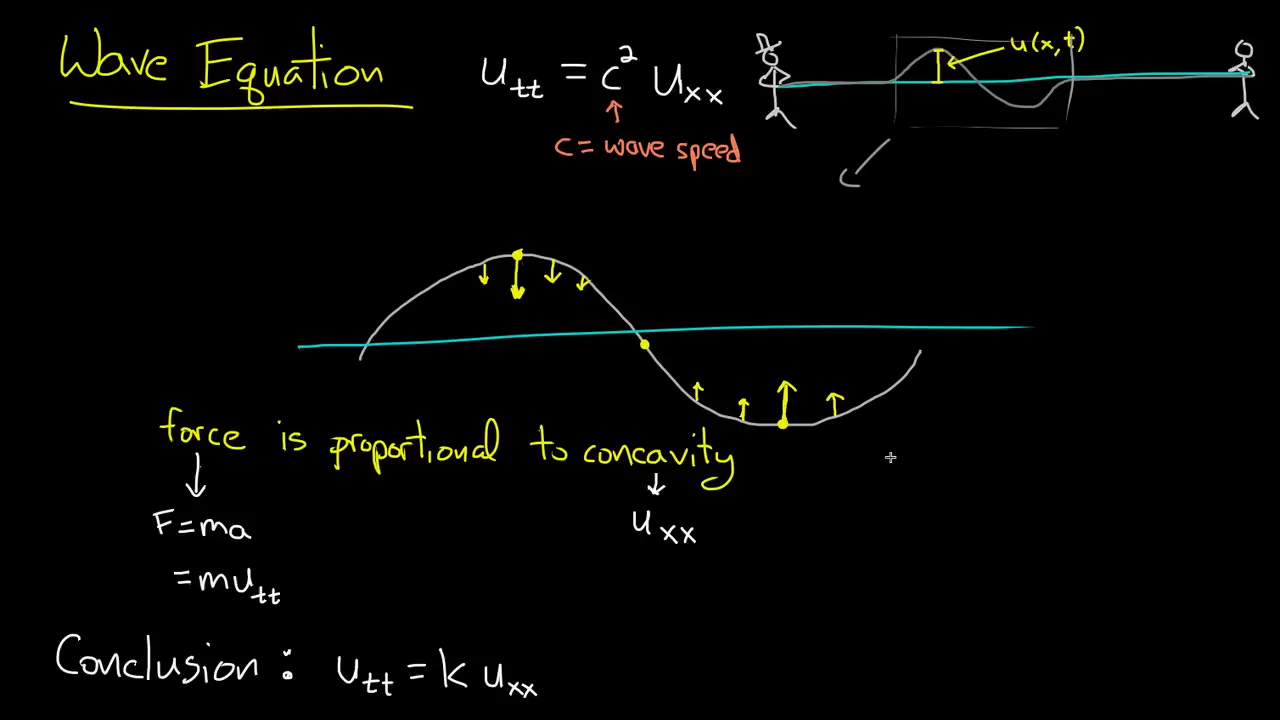 Wave Equation
u_tt = c² u_xx
c = wave speed
u(x,t)
force is proportional to concavity
F = ma
= mu_tt
u_xx
Conclusion: u_tt = k u_xx